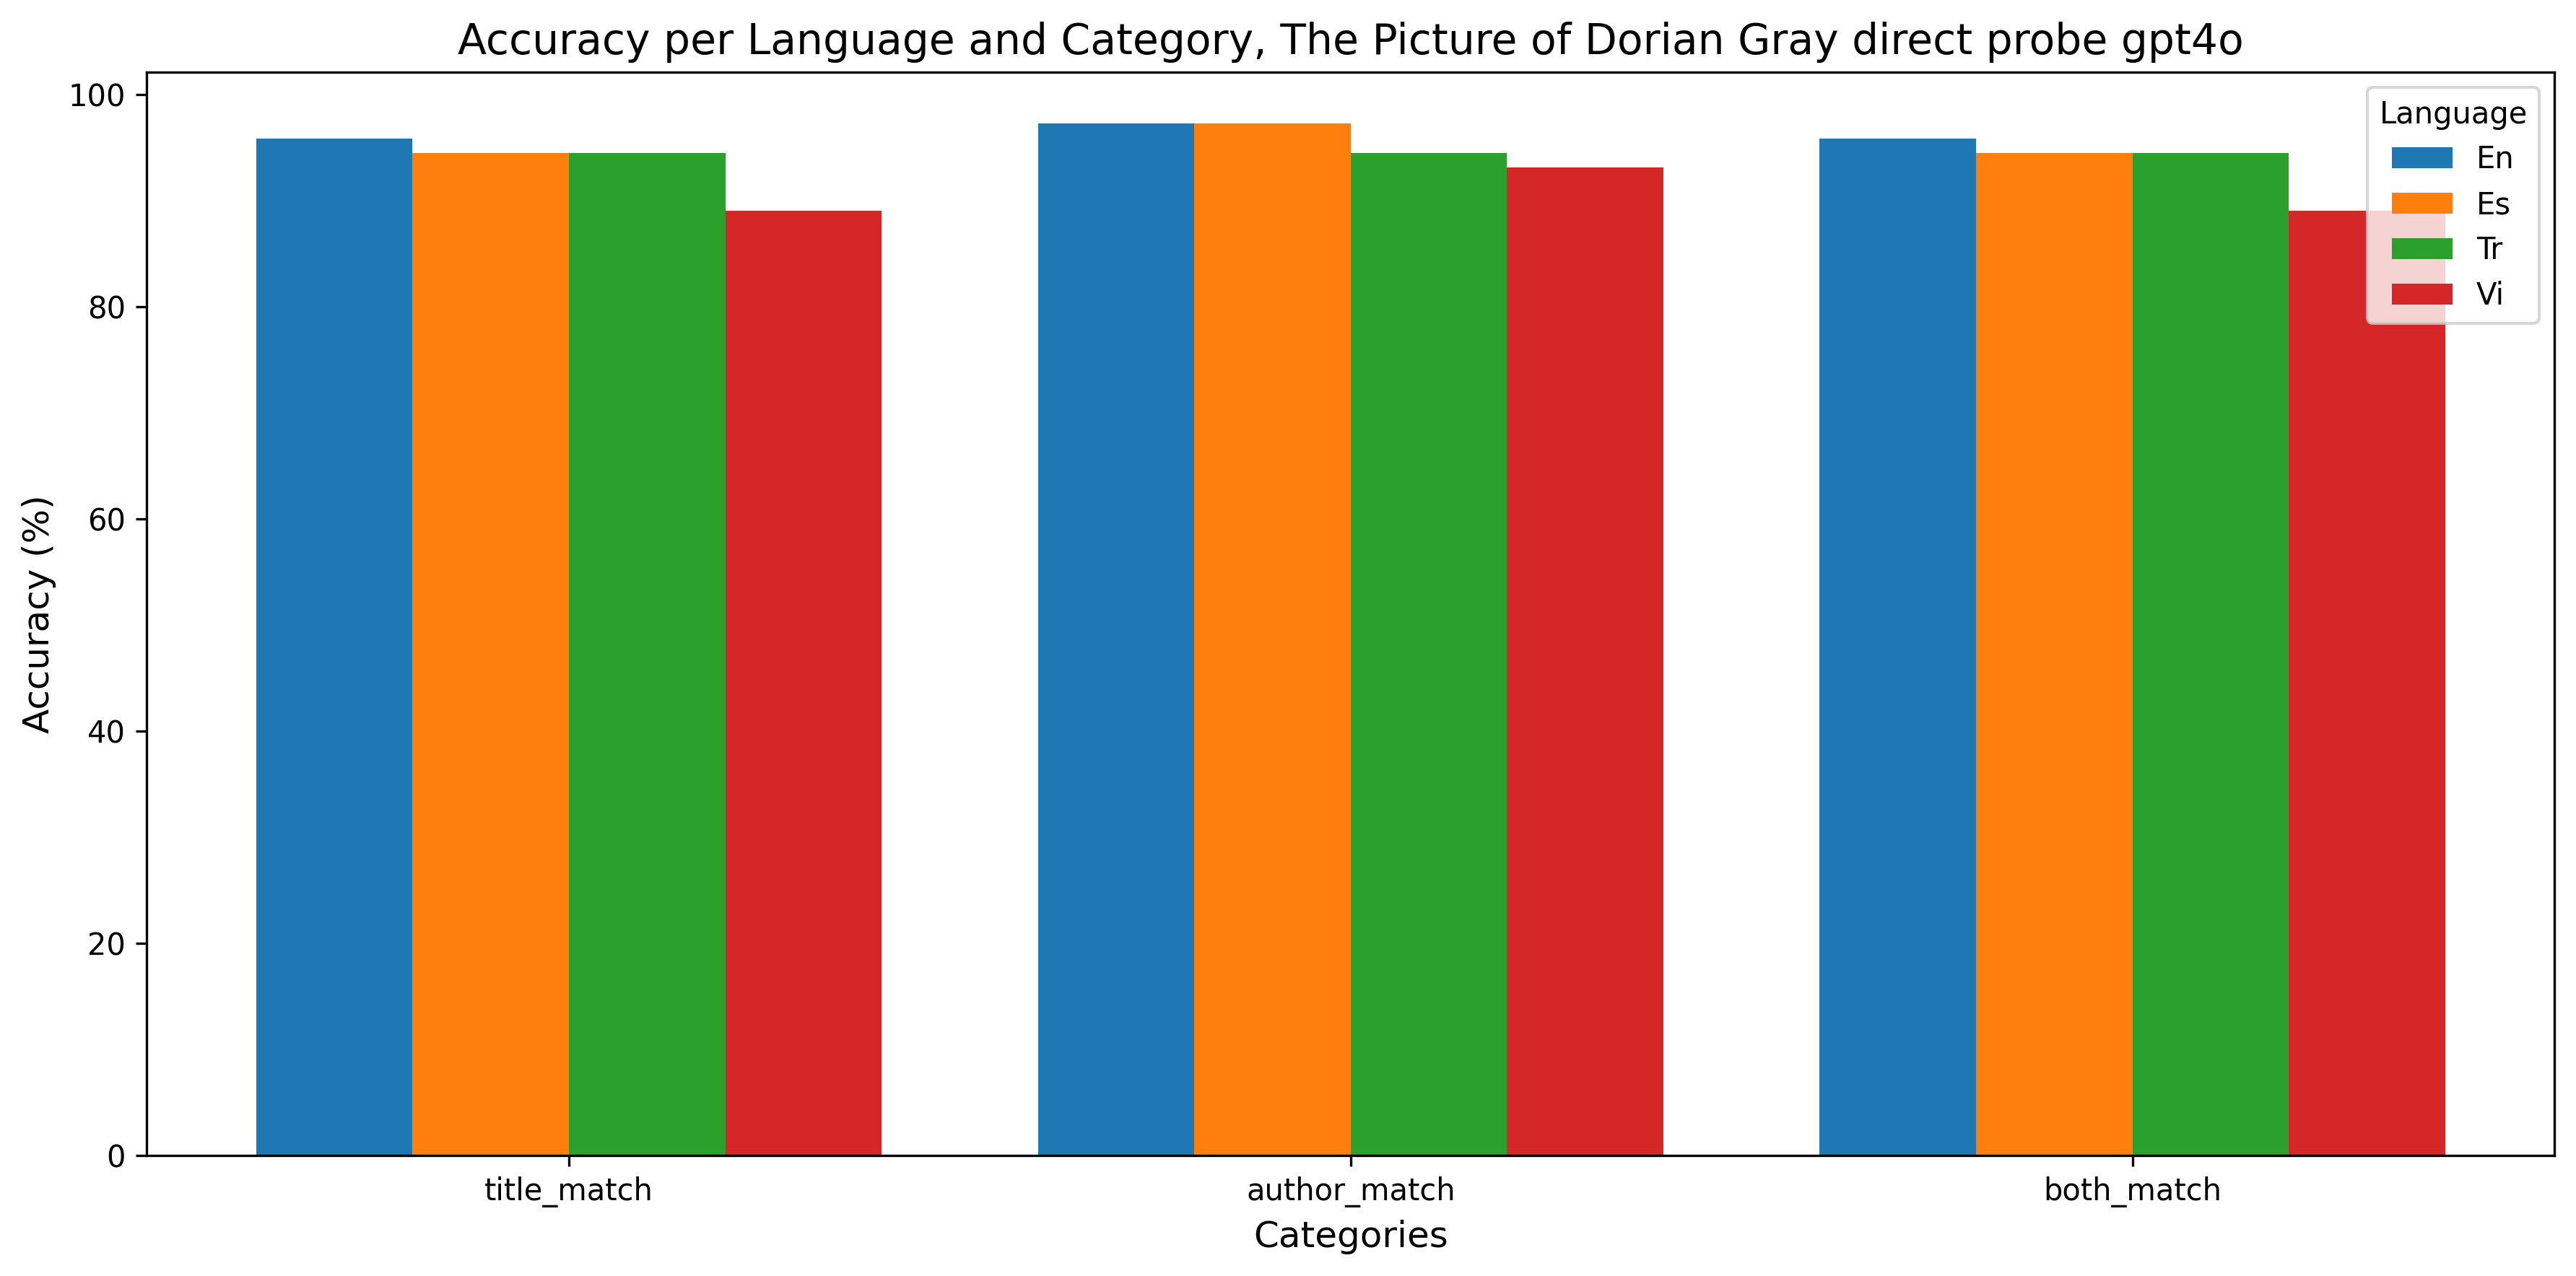 Accuracy per Language and Category, The Picture of Dorian Gray direct probe gpt4o
Accuracy (%)
100
80
60
40
20
0
Language
En
Es
Tr
Vi
title_match
author_match
both_match
Categories